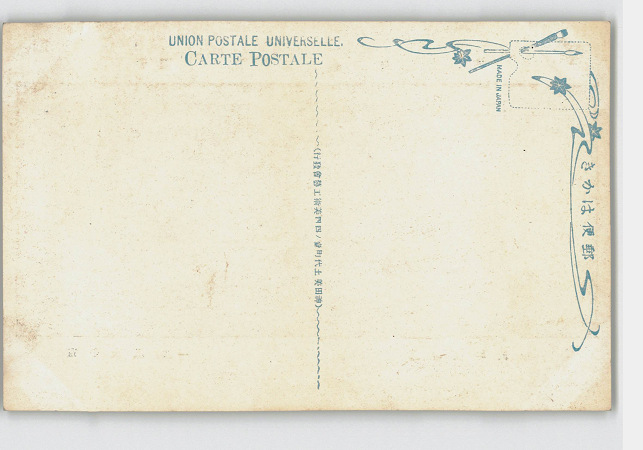 UNION POSTALE UNIVERSELLE.
CARTE POSTALE
MADE IN JAPAN
きかは便郵